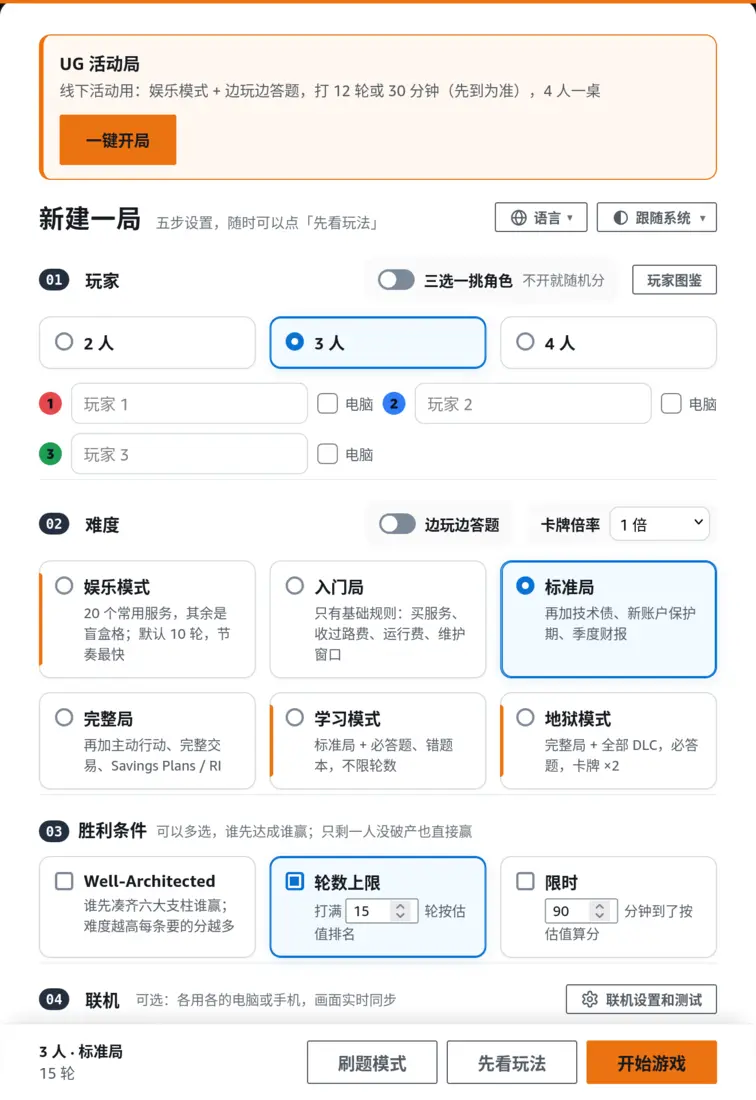 UG 活动局
线下活动用：娱乐模式 + 边玩边答题，打 12 轮或 30 分钟（先到为准），4 人一桌
一键开局
新建一局 五步设置，随时可以点「先看玩法」 语言 ▾ 跟随系统 ▾
01 玩家 三选一挑角色 不开就随机分 玩家图鉴
2 人 3 人 4 人
1 玩家 1 电脑 2 玩家 2 电脑
3 玩家 3 电脑
02 难度 边玩边答题 卡牌倍率 1 倍
娱乐模式
20 个常用服务，其余是
盲盒格；默认 10 轮，节
奏最快
入门局
只有基础规则：买服务、
收过路费、运行费、维护
窗口
标准局
再加技术债、新账户保护
期、季度财报
完整局
再加主动行动、完整交
易、Savings Plans / RI
学习模式
标准局 + 必答题、错题
本，不限轮数
地狱模式
完整局 + 全部 DLC，必答
题，卡牌 ×2
03 胜利条件 可以多选，谁先达成谁赢；只剩一人没破产也直接赢
Well-Architected
谁先凑齐六大支柱谁赢；
难度越高每条要的分越多
轮数上限
打满 15 轮按估
值排名
限时
90 分钟到了按
估值算分
04 联机 可选：各用各的电脑或手机，画面实时同步 联机设置和测试
3 人 · 标准局
15 轮
刷题模式 先看玩法 开始游戏